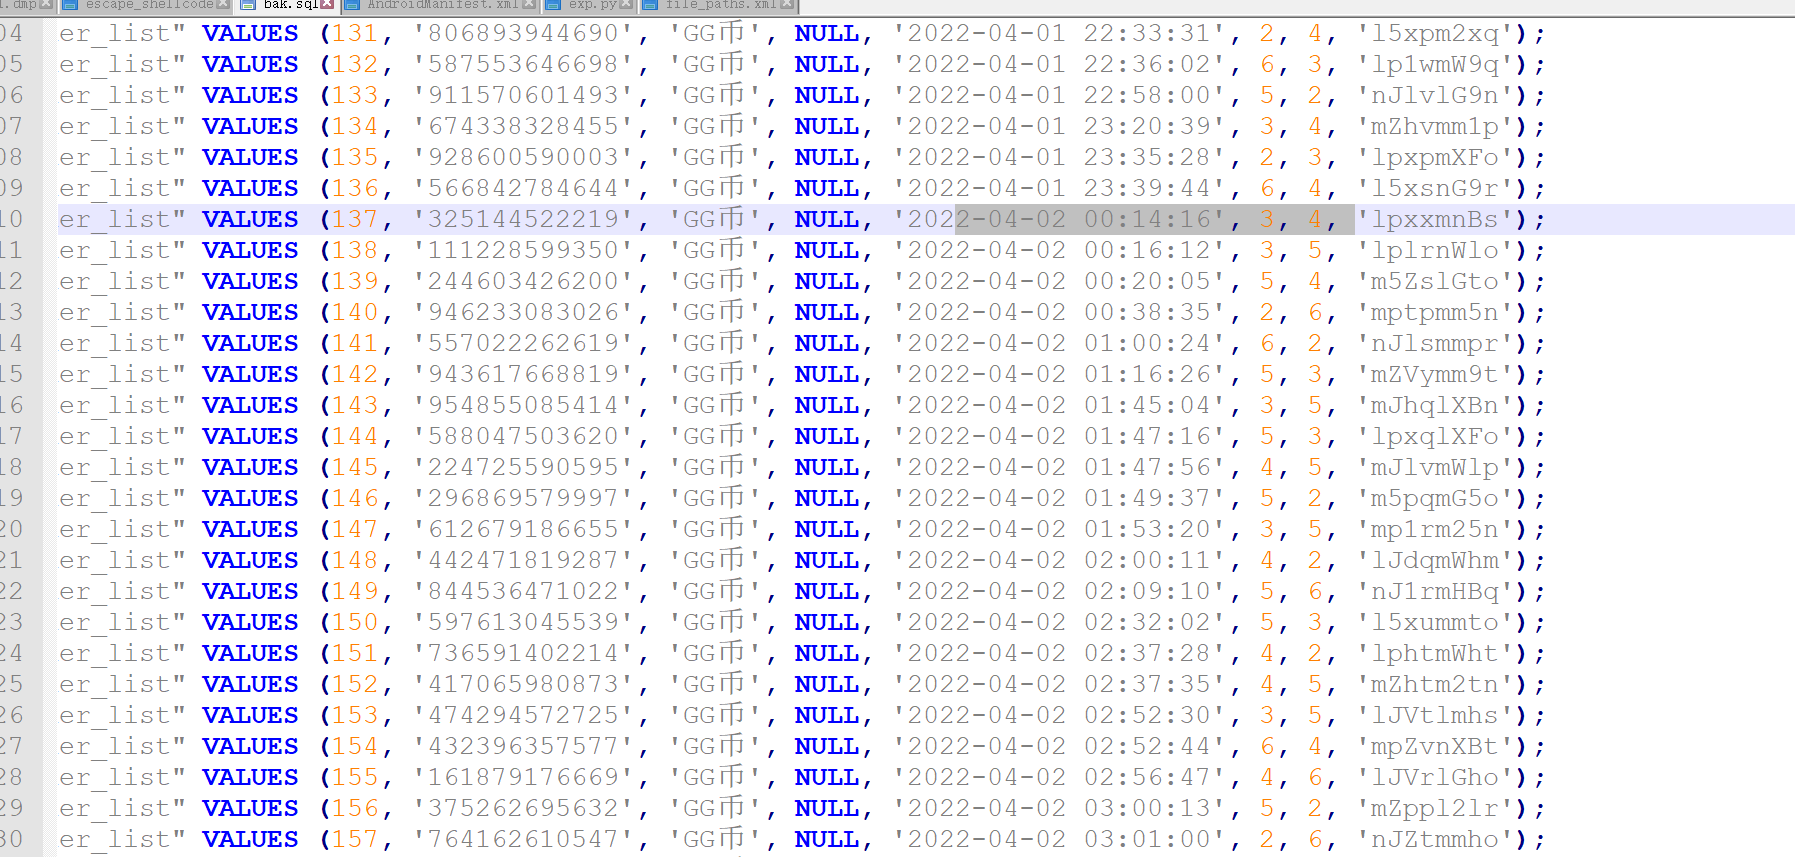 l.dmp escape_shellcode bak.sql AndroidManifest.xml exp.py file_paths.xml
04 er_list" VALUES (131, '806893944690', 'GG币', NULL, '2022-04-01 22:33:31', 2, 4, 'l5xpm2xq');
05 er_list" VALUES (132, '587553646698', 'GG币', NULL, '2022-04-01 22:36:02', 6, 3, 'lp1wmW9q');
06 er_list" VALUES (133, '911570601493', 'GG币', NULL, '2022-04-01 22:58:00', 5, 2, 'nJlvlG9n');
07 er_list" VALUES (134, '674338328455', 'GG币', NULL, '2022-04-01 23:20:39', 3, 4, 'mZhvmm1p');
08 er_list" VALUES (135, '928600590003', 'GG币', NULL, '2022-04-01 23:35:28', 2, 3, 'lpxpmXFo');
09 er_list" VALUES (136, '566842784644', 'GG币', NULL, '2022-04-01 23:39:44', 6, 4, 'l5xsnG9r');
10 er_list" VALUES (137, '325144522219', 'GG币', NULL, '2022-04-02 00:14:16', 3, 4, 'lpxxmnBs');
11 er_list" VALUES (138, '111228599350', 'GG币', NULL, '2022-04-02 00:16:12', 3, 5, 'lplrnWlo');
12 er_list" VALUES (139, '244603426200', 'GG币', NULL, '2022-04-02 00:20:05', 5, 4, 'm5ZslGto');
13 er_list" VALUES (140, '946233083026', 'GG币', NULL, '2022-04-02 00:38:35', 2, 6, 'mptpmm5n');
14 er_list" VALUES (141, '557022262619', 'GG币', NULL, '2022-04-02 01:00:24', 6, 2, 'nJlsmmpr');
15 er_list" VALUES (142, '943617668819', 'GG币', NULL, '2022-04-02 01:16:26', 5, 3, 'mZVymm9t');
16 er_list" VALUES (143, '954855085414', 'GG币', NULL, '2022-04-02 01:45:04', 3, 5, 'mJhqlXBn');
17 er_list" VALUES (144, '588047503620', 'GG币', NULL, '2022-04-02 01:47:16', 5, 3, 'lpxqlXFo');
18 er_list" VALUES (145, '224725590595', 'GG币', NULL, '2022-04-02 01:47:56', 4, 5, 'mJlvmWlp');
19 er_list" VALUES (146, '296869579997', 'GG币', NULL, '2022-04-02 01:49:37', 5, 2, 'm5pqmG5o');
20 er_list" VALUES (147, '612679186655', 'GG币', NULL, '2022-04-02 01:53:20', 3, 5, 'mp1rm25n');
21 er_list" VALUES (148, '442471819287', 'GG币', NULL, '2022-04-02 02:00:11', 4, 2, 'lJdqmWhm');
22 er_list" VALUES (149, '844536471022', 'GG币', NULL, '2022-04-02 02:09:10', 5, 6, 'nJ1rmHBq');
23 er_list" VALUES (150, '597613045539', 'GG币', NULL, '2022-04-02 02:32:02', 5, 3, 'l5xummto');
24 er_list" VALUES (151, '736591402214', 'GG币', NULL, '2022-04-02 02:37:28', 4, 2, 'lphtmWht');
25 er_list" VALUES (152, '417065980873', 'GG币', NULL, '2022-04-02 02:37:35', 4, 5, 'mZhtm2tn');
26 er_list" VALUES (153, '474294572725', 'GG币', NULL, '2022-04-02 02:52:30', 3, 5, 'lJVtlmhs');
27 er_list" VALUES (154, '432396357577', 'GG币', NULL, '2022-04-02 02:52:44', 6, 4, 'mpZvnXBt');
28 er_list" VALUES (155, '161879176669', 'GG币', NULL, '2022-04-02 02:56:47', 4, 6, 'lJVrlGho');
29 er_list" VALUES (156, '375262695632', 'GG币', NULL, '2022-04-02 03:00:13', 5, 2, 'mZppl2lr');
30 er_list" VALUES (157, '764162610547', 'GG币', NULL, '2022-04-02 03:01:00', 2, 6, 'nJZtmmho');